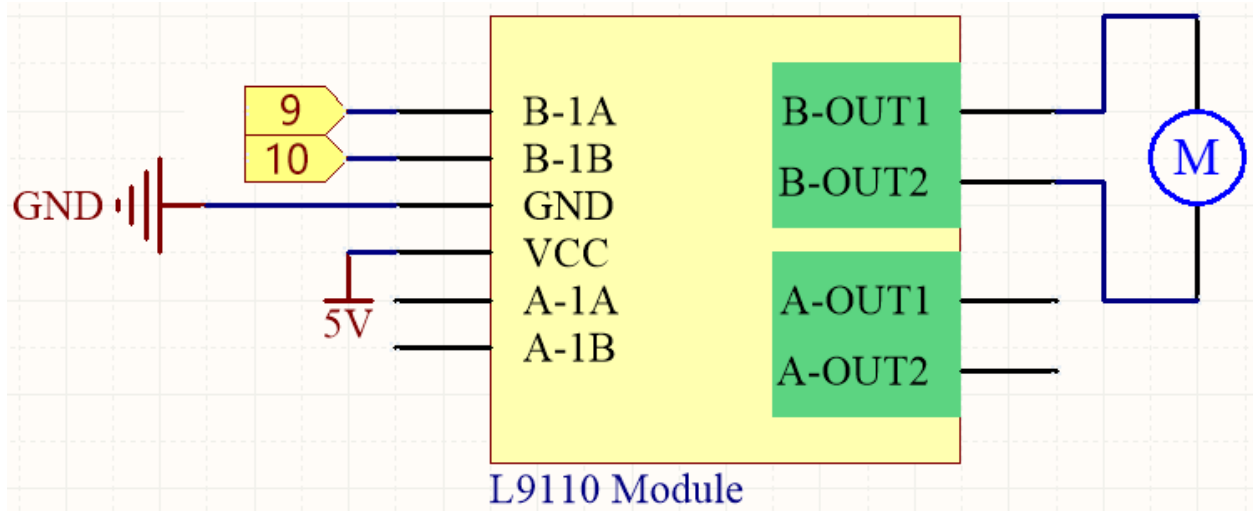 9
10
GND
5V
B-1A
B-1B
GND
VCC
A-1A
A-1B
B-OUT1
B-OUT2
A-OUT1
A-OUT2
M
L9110 Module